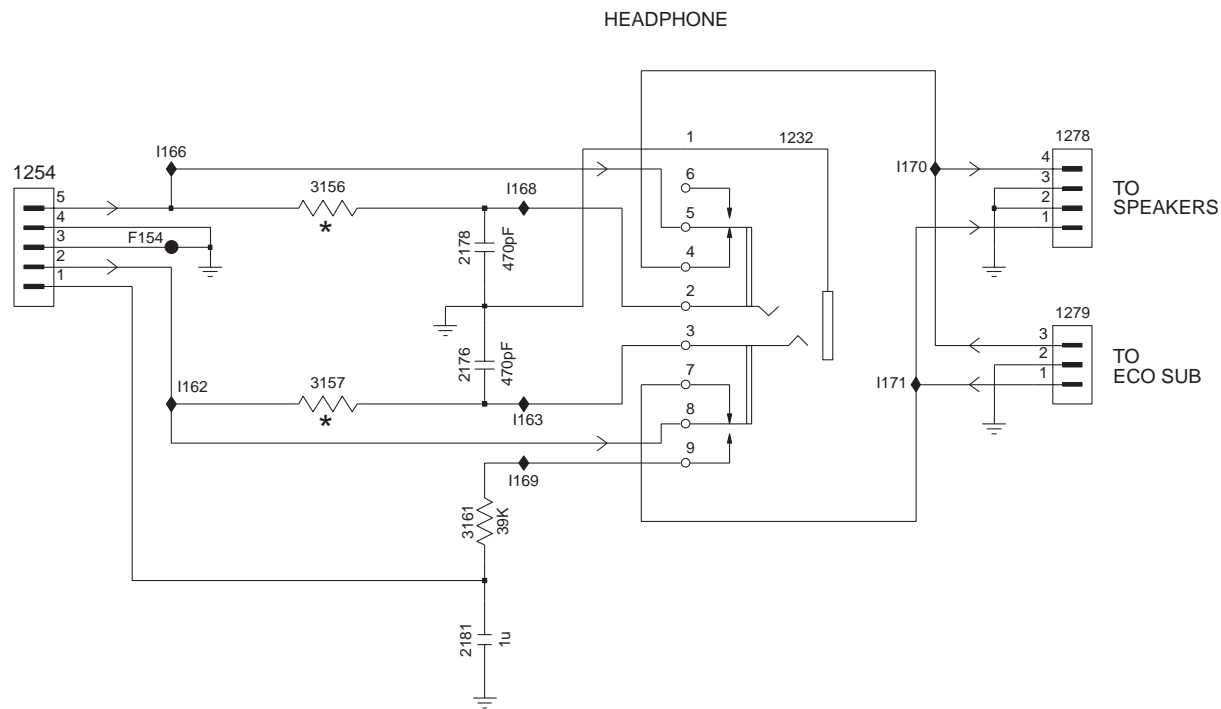 HEADPHONE
1254
5
4
3
2
1
I166
F154
I162
3156
*
3157
*
I168
2178
470pF
2176
470pF
I163
I169
3161
39K
2181
1u
1
1232
6
5
4
2
3
7
8
9
I170
I171
1278
4
3
2
1
TO
SPEAKERS
1279
3
2
1
TO
ECO SUB